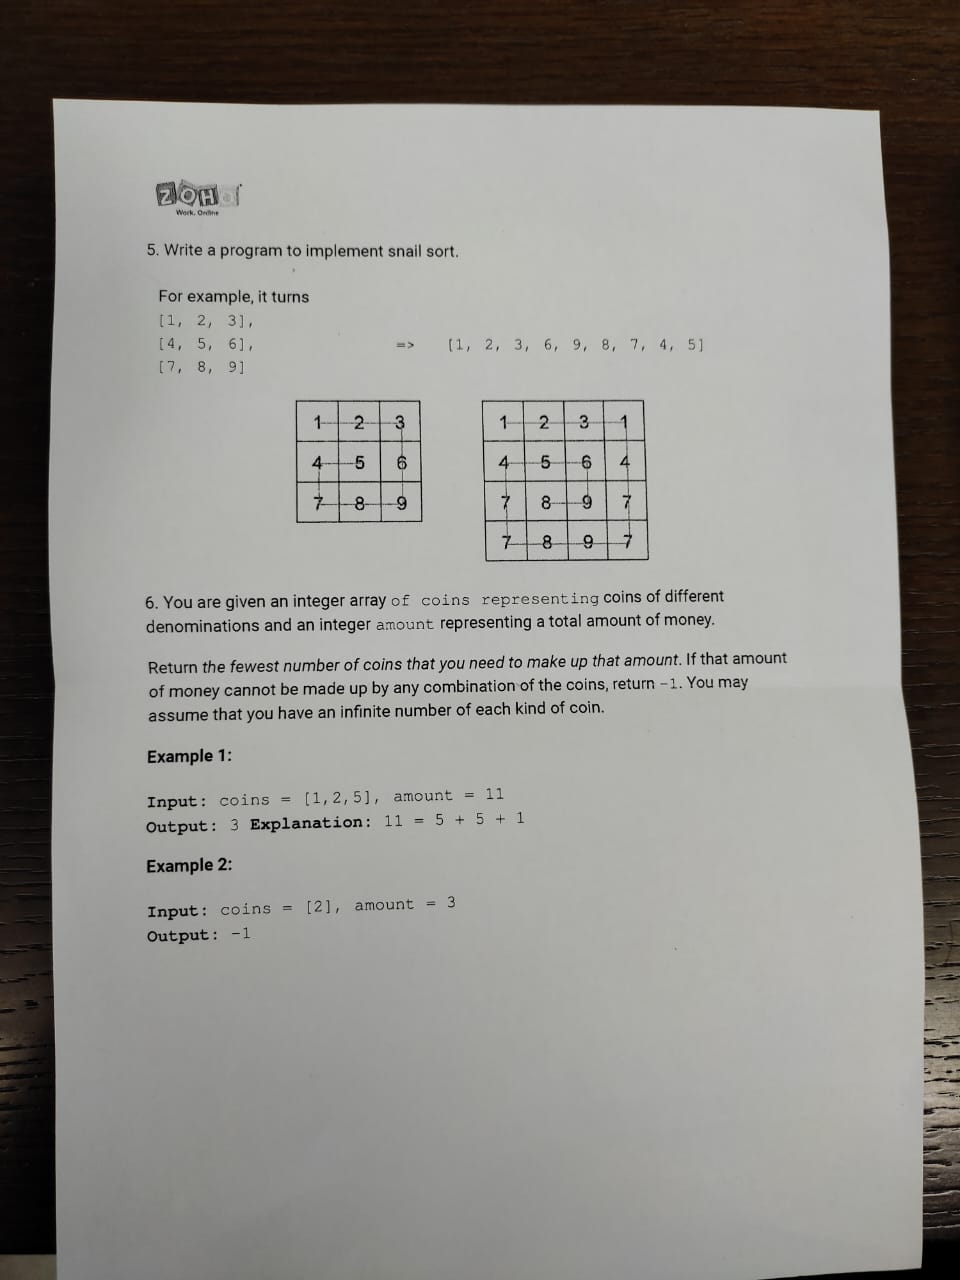 ZOHO
Work. Online
5. Write a program to implement snail sort.
For example, it turns
[1, 2, 3],
[4, 5, 6], => [1, 2, 3, 6, 9, 8, 7, 4, 5]
[7, 8, 9]
1 2 3 1 2 3 1
4 5 6 4 5 6 4
7 8 9 7 8 9 7
7 8 9 7
6. You are given an integer array of coins representing coins of different
denominations and an integer amount representing a total amount of money.
Return the fewest number of coins that you need to make up that amount. If that amount
of money cannot be made up by any combination of the coins, return -1. You may
assume that you have an infinite number of each kind of coin.
Example 1:
Input: coins = [1,2,5], amount = 11
Output: 3 Explanation: 11 = 5 + 5 + 1
Example 2:
Input: coins = [2], amount = 3
Output: -1